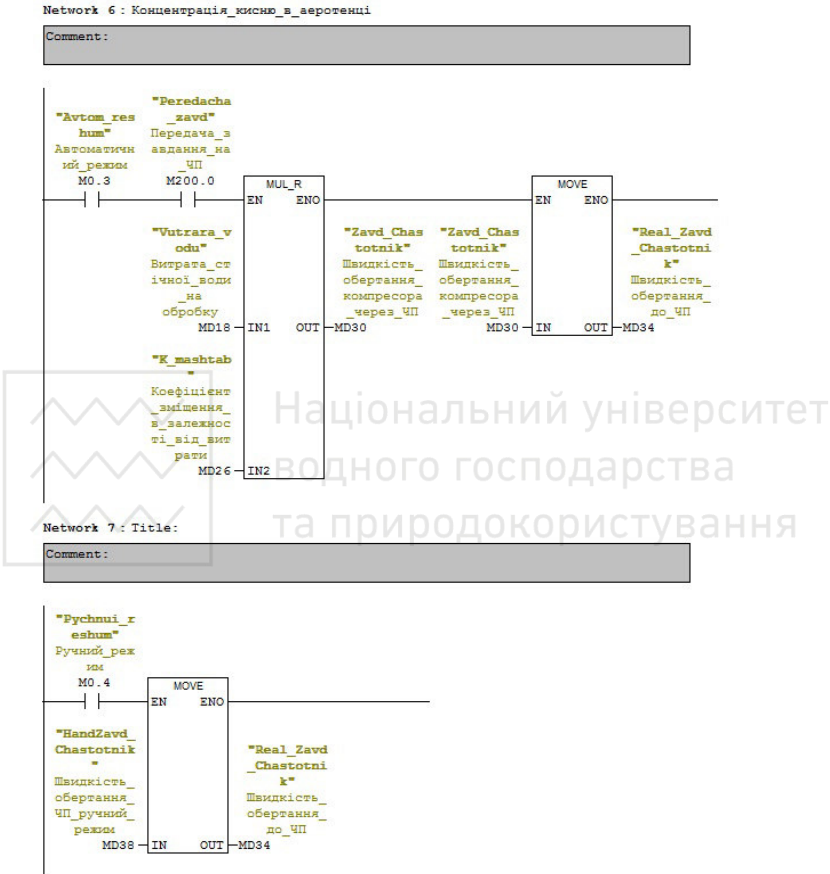 Network 6 : Концентрація_кисню_в_аеротенці
Comment:
"Avtom_res
hum"
Автоматичн
ий_режим
M0.3
"Peredacha
_zavd"
Передача_з
авдання_на
_ЧП
M200.0
MUL_R
EN ENO
MOVE
EN ENO
"Vutrara_v
odu"
Витрата_ст
ічної_води
_на
обробку
MD18
IN1 OUT
"Zavd_Chas
totnik"
Швидкість_
обертання_
компресора
_через_ЧП
MD30
"Zavd_Chas
totnik"
Швидкість_
обертання_
компресора
_через_ЧП
MD30
IN OUT
"Real_Zavd
_Chastotni
k"
Швидкість_
обертання_
до_ЧП
MD34
"K_mashtab
"
Коефіцієнт
_зміщення_
в_залежнос
ті_від_вит
рати
MD26
IN2
Національний університет
водного господарства
та природокористування
Network 7 : Title:
Comment:
"Pychnui_r
eshum"
Ручний_реж
им
M0.4
MOVE
EN ENO
"HandZavd_
Chastotnik
"
Швидкість_
обертання_
ЧП_ручний_
режим
MD38
IN OUT
"Real_Zavd
_Chastotni
k"
Швидкість_
обертання_
до_ЧП
MD34